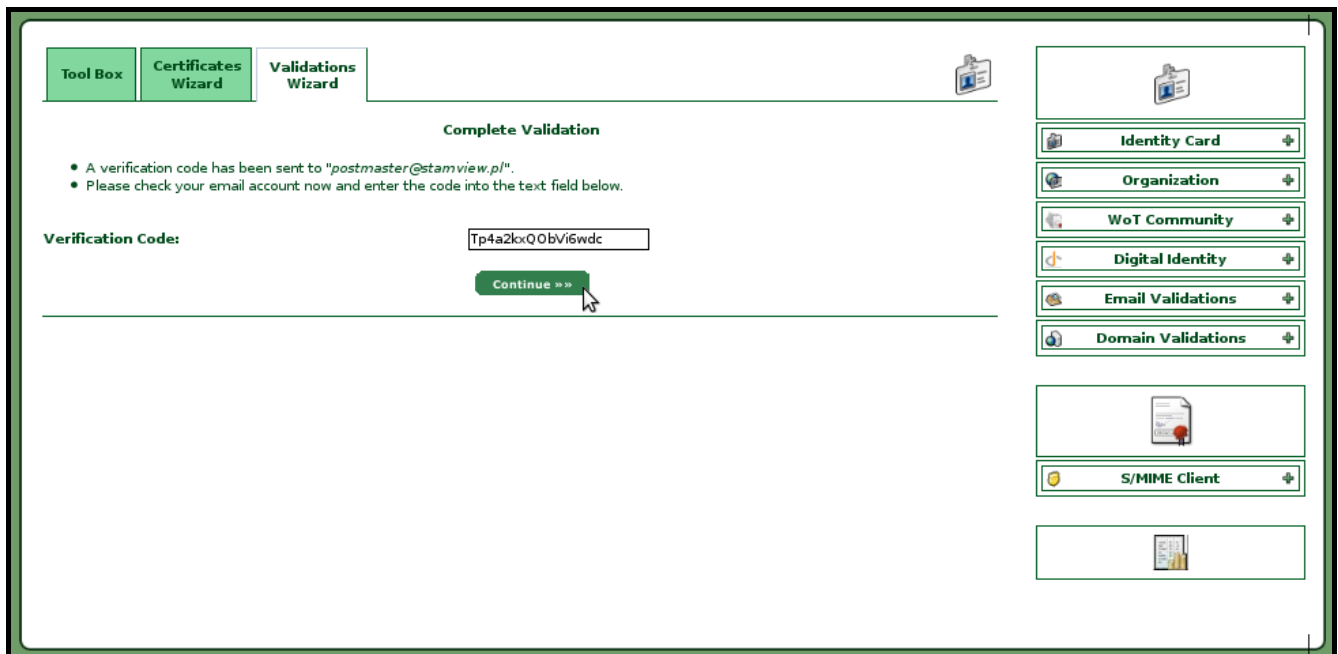 Tool Box
Certificates
Wizard
Validations
Wizard
Complete Validation
A verification code has been sent to "postmaster@stamview.pl".
Please check your email account now and enter the code into the text field below.
Verification Code:
Tp4a2kxQObVi6wdc
Continue »»
Identity Card
Organization
WoT Community
Digital Identity
Email Validations
Domain Validations
S/MIME Client